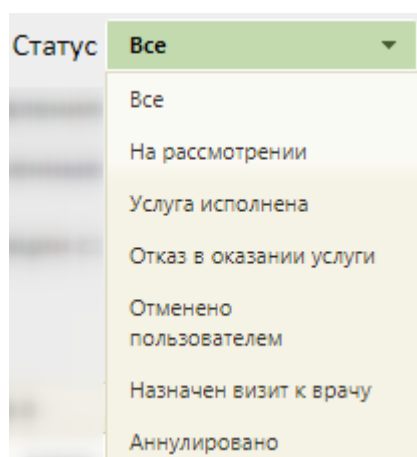 Статус Все
Все
На рассмотрении
Услуга исполнена
Отказ в оказании услуги
Отменено
пользователем
Назначен визит к врачу
Аннулировано